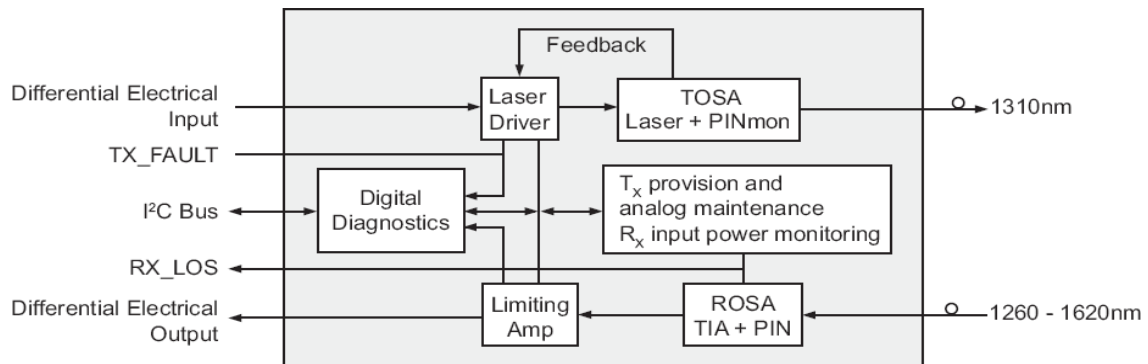 Feedback
Differential Electrical
Input
Laser
Driver
TOSA
Laser + PINmon
1310nm
TX_FAULT
I²C Bus
Digital
Diagnostics
Tx provision and
analog maintenance
Rx input power monitoring
RX_LOS
Differential Electrical
Output
Limiting
Amp
ROSA
TIA + PIN
1260 - 1620nm